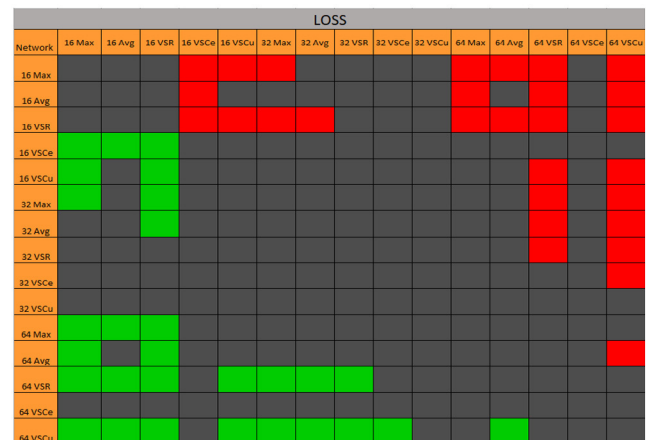 LOSS
Network 16 Max 16 Avg 16 VSR 16 VSCe 16 VSCu 32 Max 32 Avg 32 VSR 32 VSCe 32 VSCu 64 Max 64 Avg 64 VSR 64 VSCe 64 VSCu
16 Max
16 Avg
16 VSR
16 VSCe
16 VSCu
32 Max
32 Avg
32 VSR
32 VSCe
32 VSCu
64 Max
64 Avg
64 VSR
64 VSCe
64 VSCu